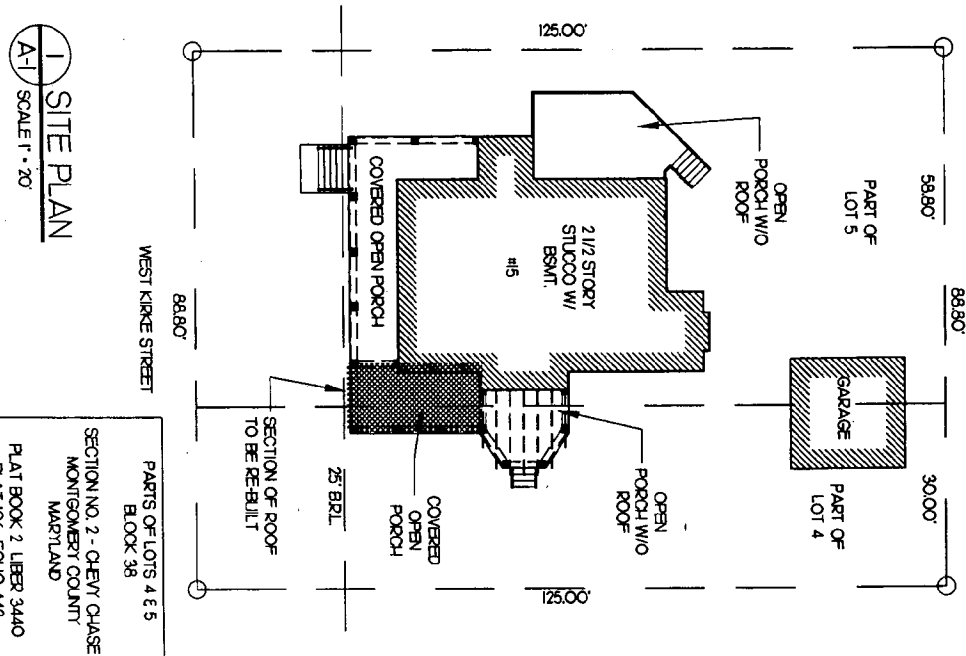 88.80'
58.80'
30.00'
PART OF
LOT 5
PART OF
LOT 4
GARAGE
125.00'
125.00'
OPEN
PORCH W/O
ROOF
OPEN
PORCH W/O
ROOF
2 1/2 STORY
STUCCO W/
BSMT.
#15
COVERED OPEN PORCH
COVERED
OPEN
PORCH
25' B.R.L.
SECTION OF ROOF
TO BE RE-BUILT
88.80'
WEST KIRKE STREET
1
A-1
SITE PLAN
SCALE 1" = 20'
PARTS OF LOTS 4 & 5
BLOCK 38
SECTION NO. 2 - CHEVY CHASE
MONTGOMERY COUNTY
MARYLAND
PLAT BOOK 2 LIBER 3440